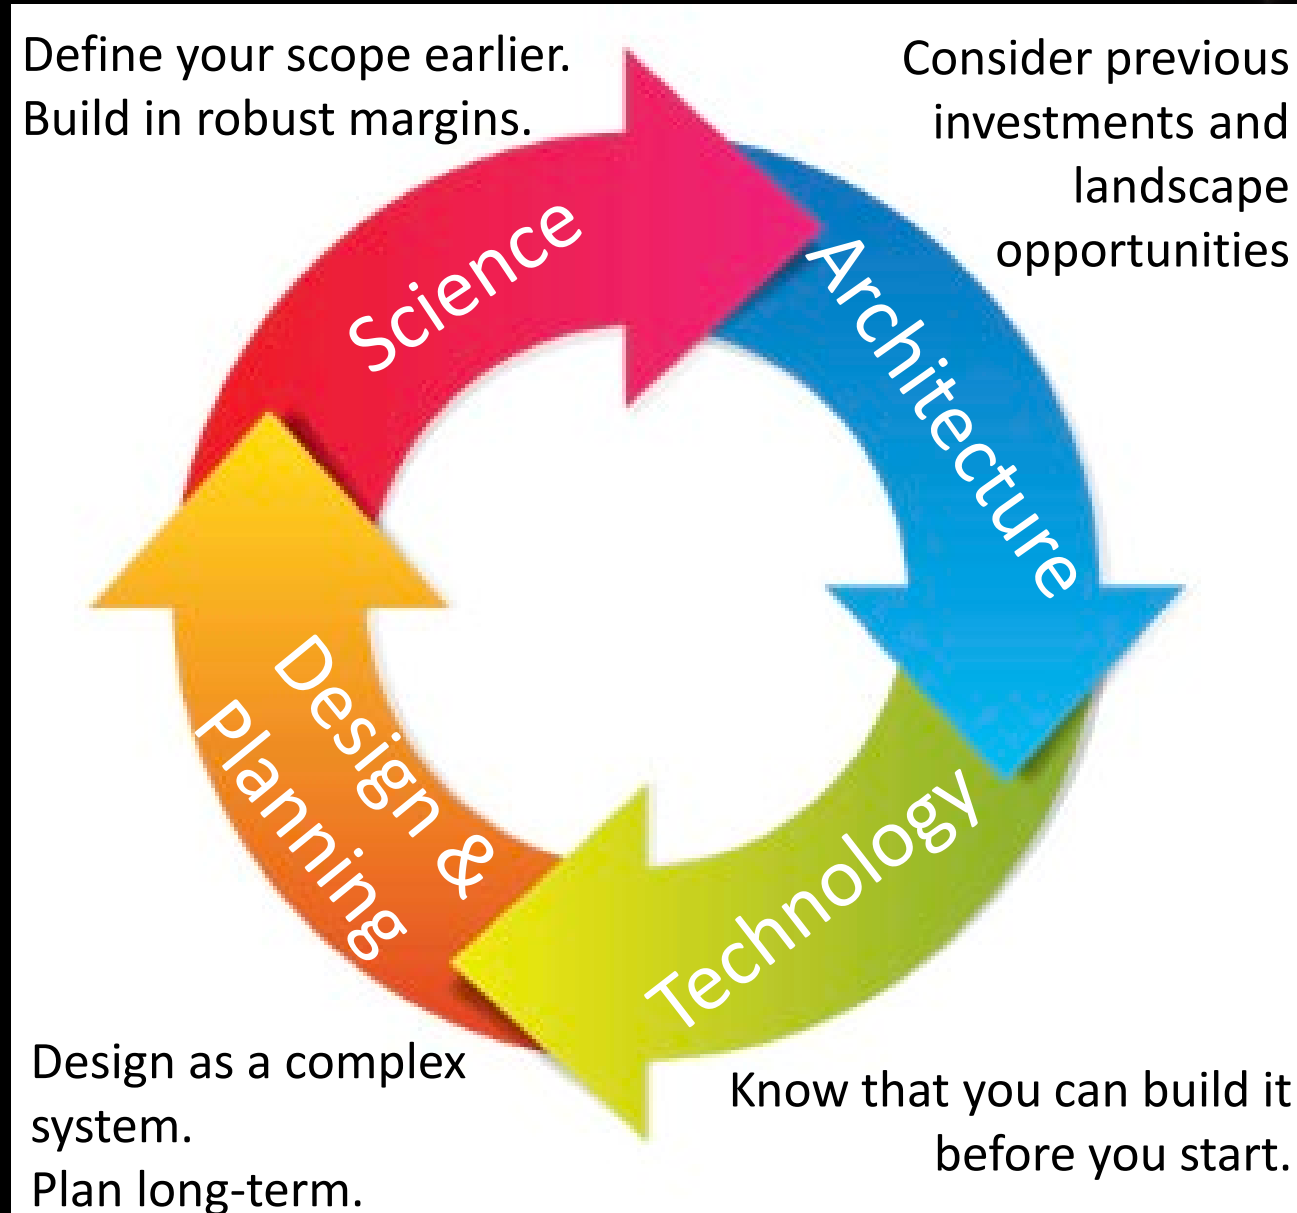 Define your scope earlier.
Build in robust margins.
Consider previous
investments and
landscape
opportunities
Science
Architecture
Technology
Design &
Planning
Design as a complex
system.
Plan long-term.
Know that you can build it
before you start.